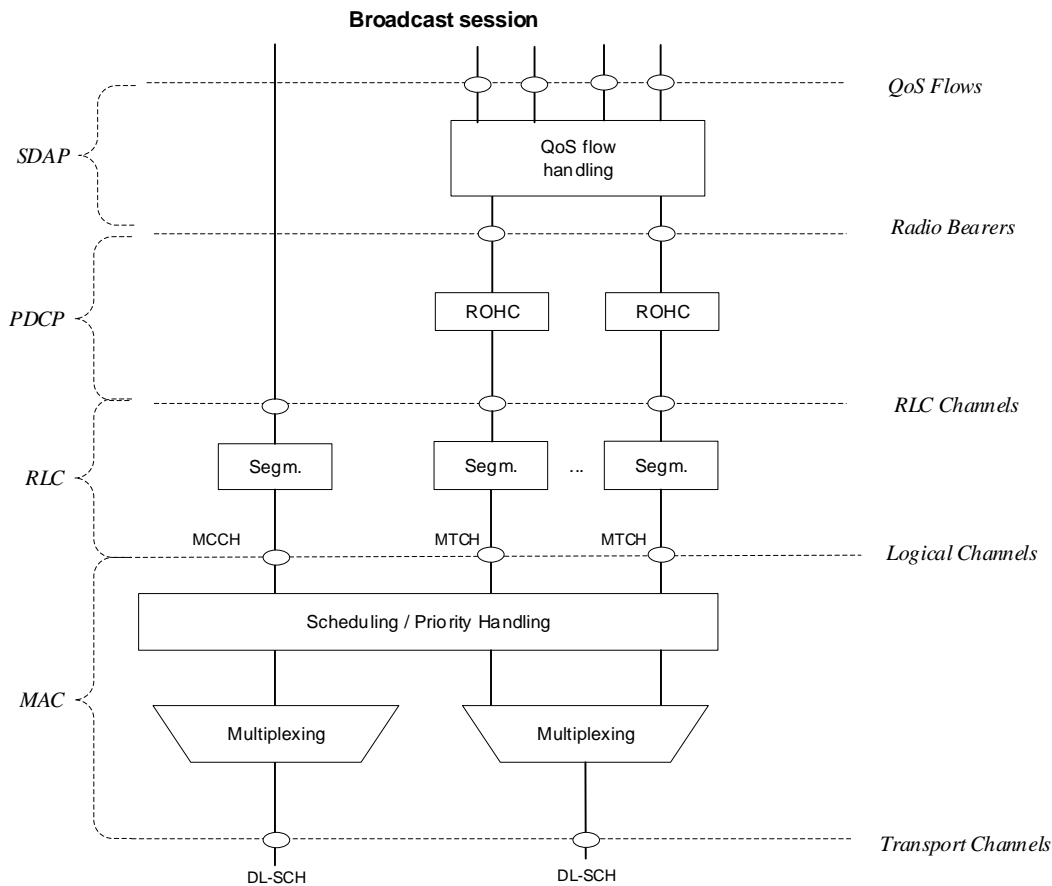 Broadcast session
QoS Flows
SDAP
QoS flow
handling
Radio Bearers
PDCP
ROHC
ROHC
RLC Channels
RLC
Segm.
Segm.
...
Segm.
MCCH
MTCH
MTCH
Logical Channels
Scheduling / Priority Handling
MAC
Multiplexing
Multiplexing
Transport Channels
DL-SCH
DL-SCH